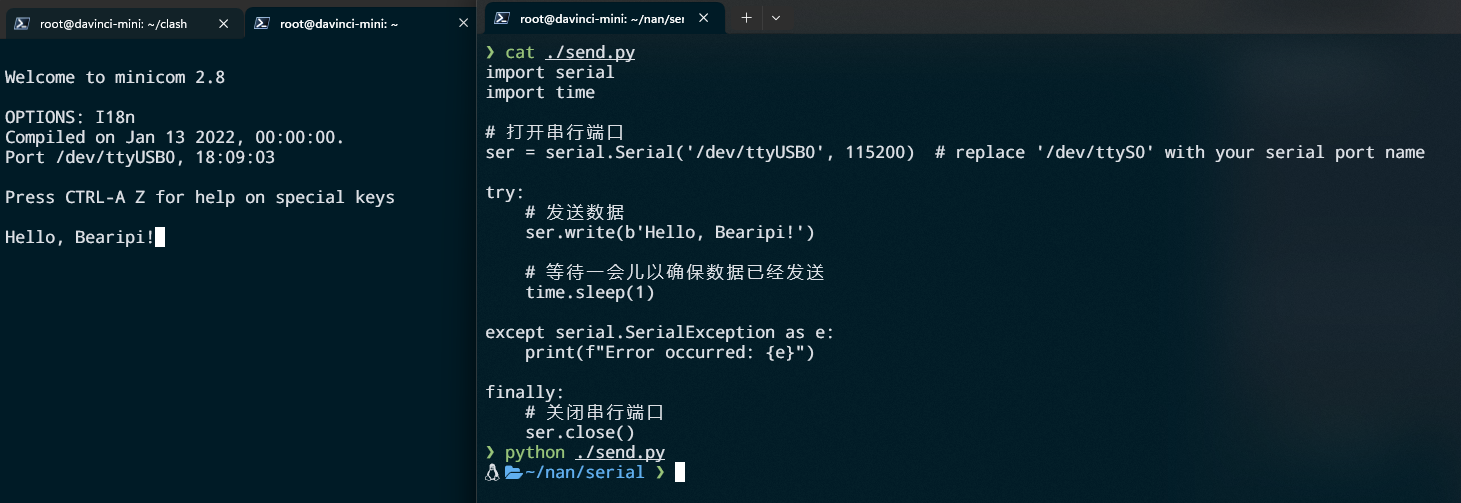 root@davinci-mini: ~/clash
root@davinci-mini: ~
Welcome to minicom 2.8
OPTIONS: I18n
Compiled on Jan 13 2022, 00:00:00.
Port /dev/ttyUSB0, 18:09:03
Press CTRL-A Z for help on special keys
Hello, Bearipi!
root@davinci-mini: ~/nan/ser
❯ cat ./send.py
import serial
import time
# 打开串行端口
ser = serial.Serial('/dev/ttyUSB0', 115200)  # replace '/dev/ttyS0' with your serial port name
try:
    # 发送数据
    ser.write(b'Hello, Bearipi!')
    # 等待一会儿以确保数据已经发送
    time.sleep(1)
except serial.SerialException as e:
    print(f"Error occurred: {e}")
finally:
    # 关闭串行端口
    ser.close()
❯ python ./send.py
~/nan/serial ❯